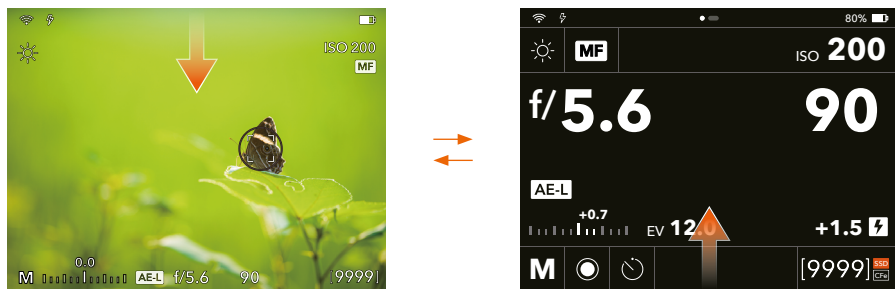 ISO 200
MF
0.0
M AE-L f/5.6 90 [9999]
80%
MF ISO 200
f/5.6 90
AE-L
+0.7
EV 12.0 +1.5
M [9999] SSD
CFe